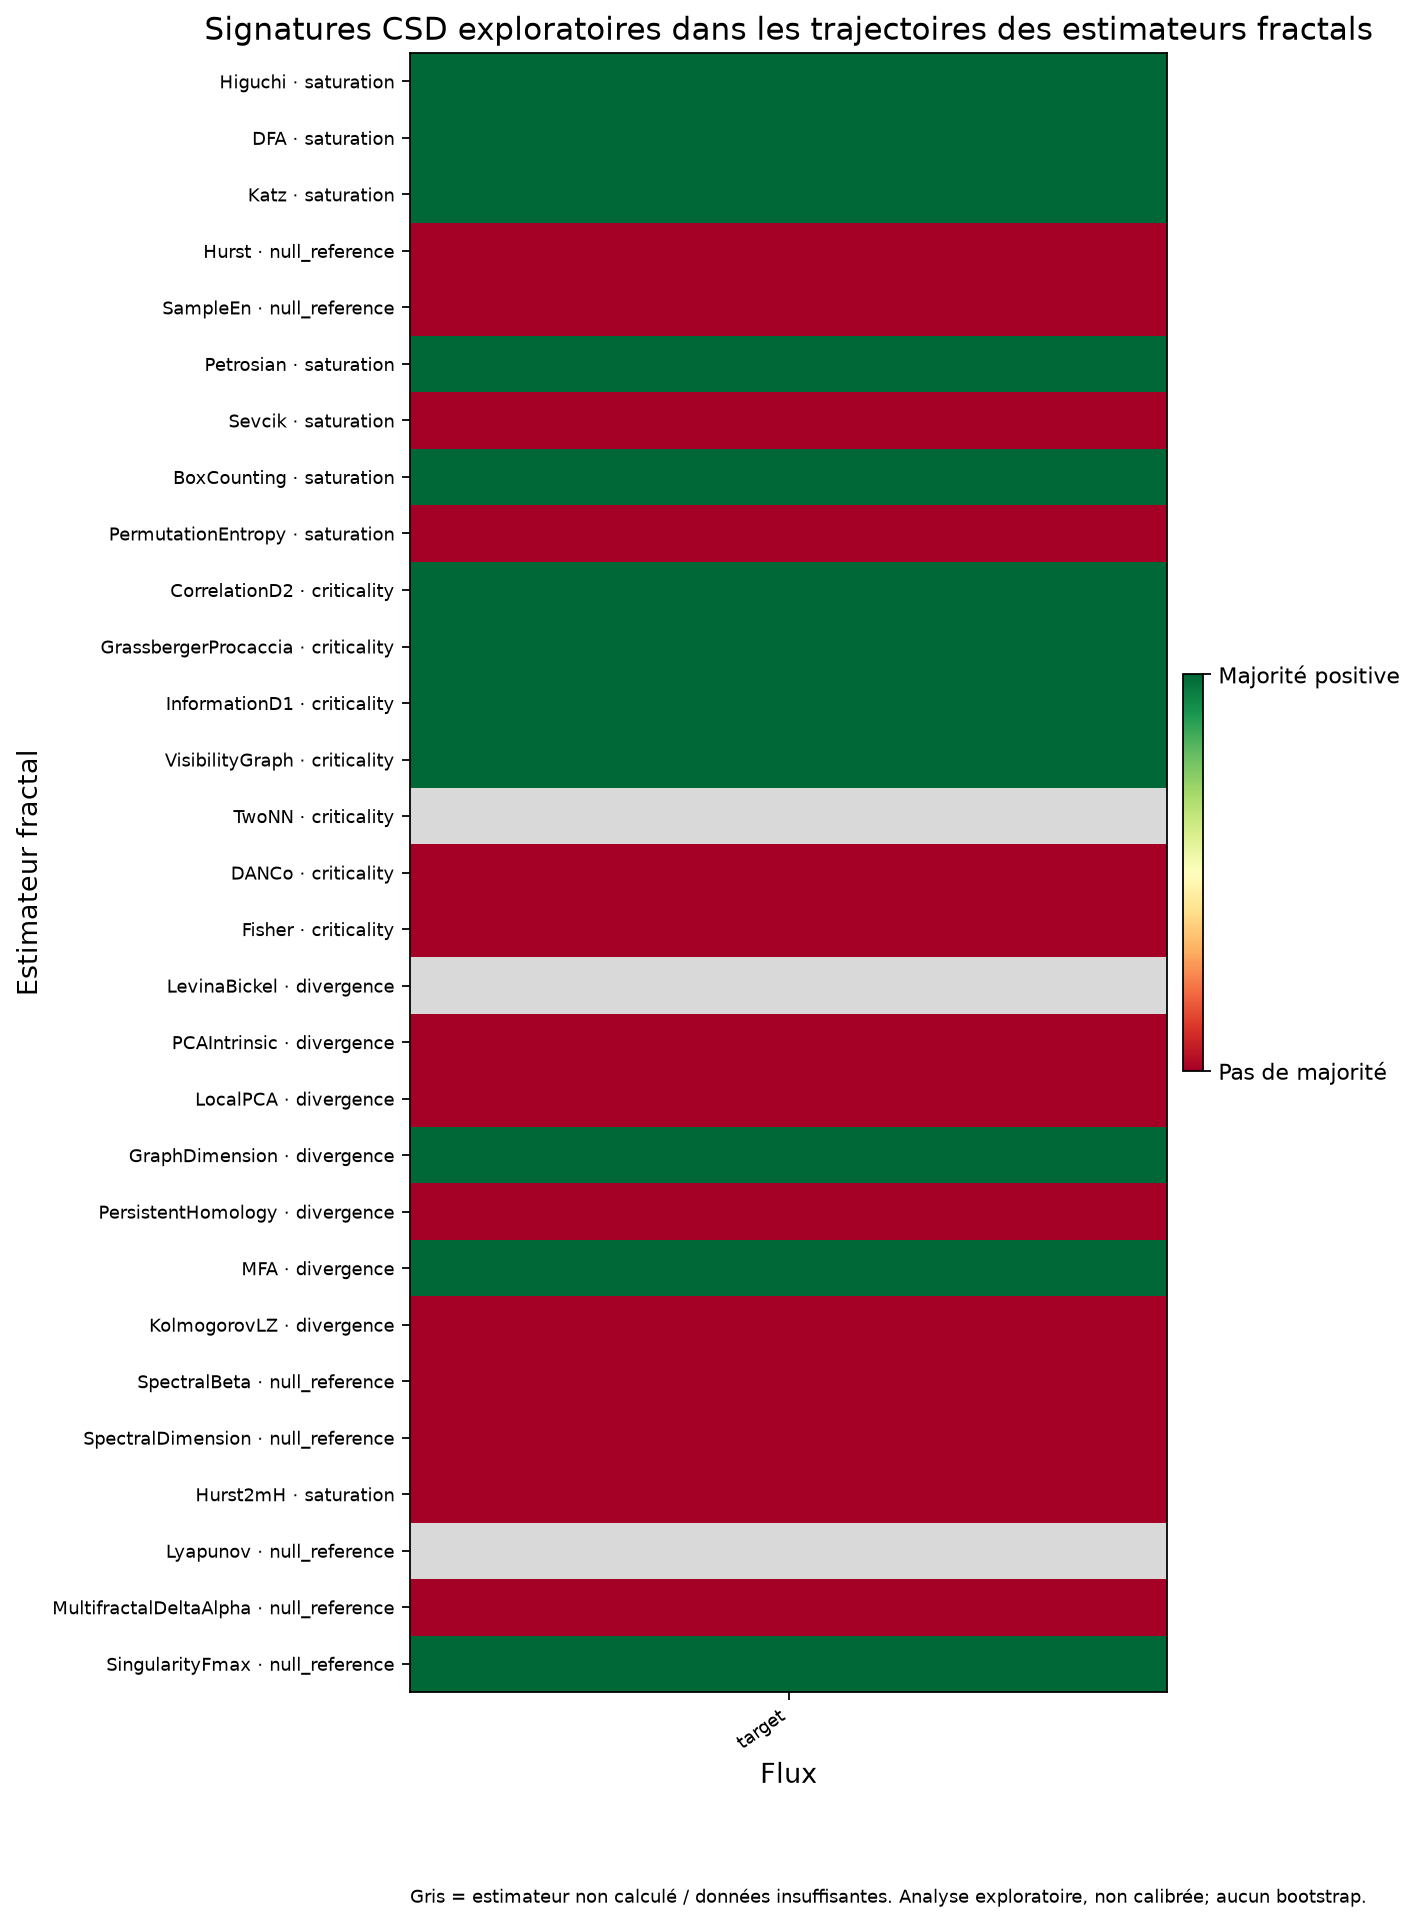 Signatures CSD exploratoires dans les trajectoires des estimateurs fractals
Estimateur fractal
Higuchi · saturation
DFA · saturation
Katz · saturation
Hurst · null_reference
SampleEn · null_reference
Petrosian · saturation
Sevcik · saturation
BoxCounting · saturation
PermutationEntropy · saturation
CorrelationD2 · criticality
GrassbergerProcaccia · criticality
InformationD1 · criticality
VisibilityGraph · criticality
TwoNN · criticality
DANCo · criticality
Fisher · criticality
LevinaBickel · divergence
PCAIntrinsic · divergence
LocalPCA · divergence
GraphDimension · divergence
PersistentHomology · divergence
MFA · divergence
KolmogorovLZ · divergence
SpectralBeta · null_reference
SpectralDimension · null_reference
Hurst2mH · saturation
Lyapunov · null_reference
MultifractalDeltaAlpha · null_reference
SingularityFmax · null_reference
Majorité positive
Pas de majorité
target
Flux
Gris = estimateur non calculé / données insuffisantes. Analyse exploratoire, non calibrée; aucun bootstrap.